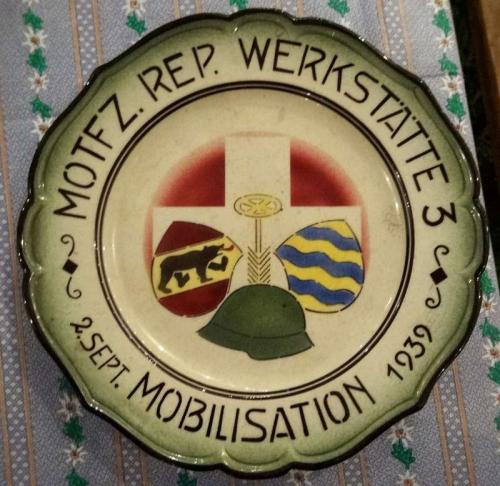 MOTFZ. REP. WERKSTÄTTE 3
2. SEPT. MOBILISATION 1939